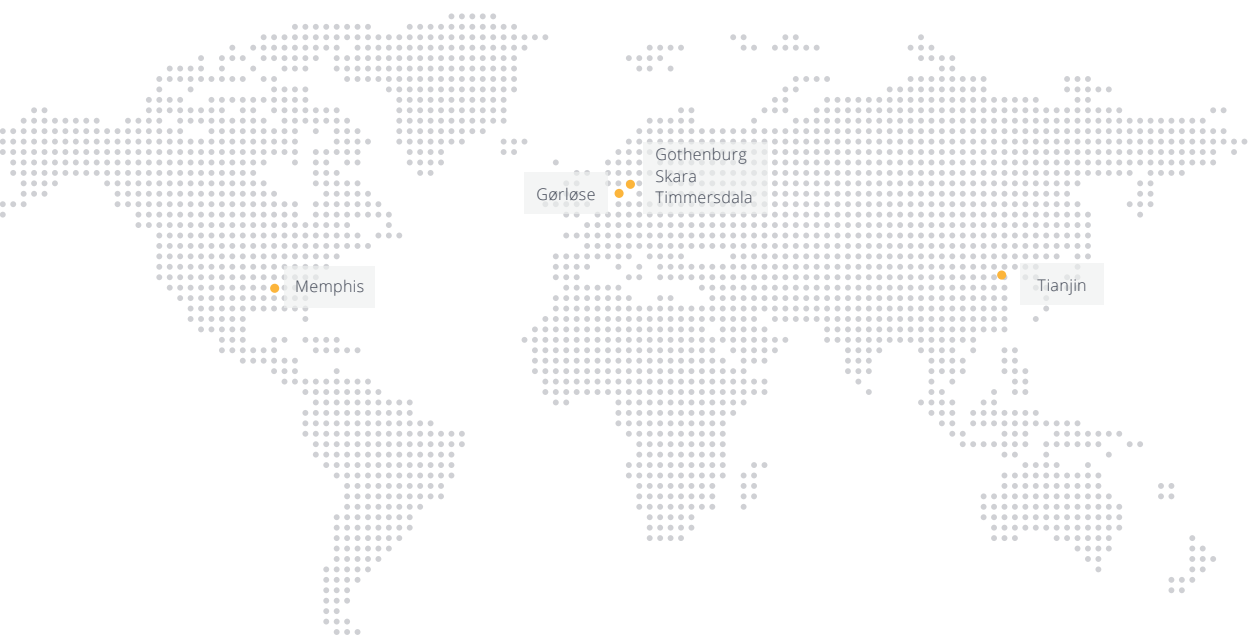 Gothenburg
Skara
Timmersdala
Gørløse
Memphis
Tianjin